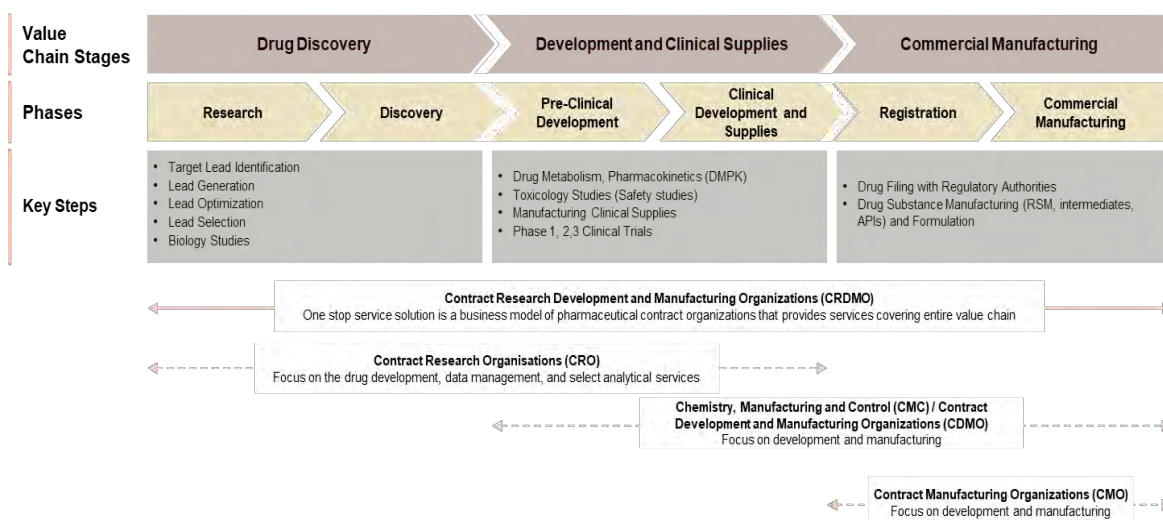 Value
Chain Stages
Drug Discovery
Development and Clinical Supplies
Commercial Manufacturing
Phases
Research
Discovery
Pre-Clinical
Development
Clinical
Development and
Supplies
Registration
Commercial
Manufacturing
Key Steps
• Target Lead Identification
• Lead Generation
• Lead Optimization
• Lead Selection
• Biology Studies
• Drug Metabolism, Pharmacokinetics (DMPK)
• Toxicology Studies (Safety studies)
• Manufacturing Clinical Supplies
• Phase 1, 2,3 Clinical Trials
• Drug Filing with Regulatory Authorities
• Drug Substance Manufacturing (RSM, intermediates,
APIs) and Formulation
Contract Research Development and Manufacturing Organizations (CRDMO)
One stop service solution is a business model of pharmaceutical contract organizations that provides services covering entire value chain
Contract Research Organisations (CRO)
Focus on the drug development, data management, and select analytical services
Chemistry, Manufacturing and Control (CMC) / Contract
Development and Manufacturing Organizations (CDMO)
Focus on development and manufacturing
Contract Manufacturing Organizations (CMO)
Focus on development and manufacturing